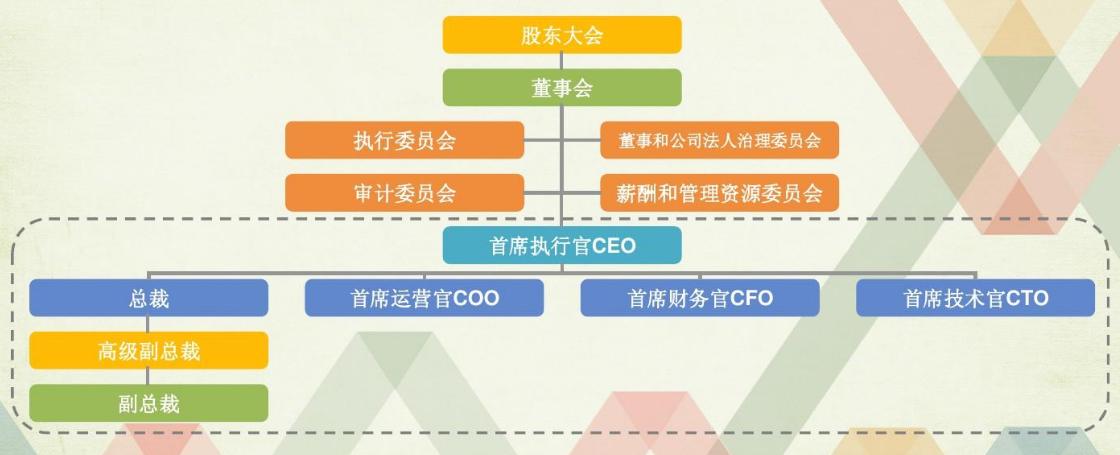 股东大会
董事会
执行委员会
董事和公司法人治理委员会
审计委员会
薪酬和管理资源委员会
首席执行官CEO
总裁
首席运营官COO
首席财务官CFO
首席技术官CTO
高级副总裁
副总裁